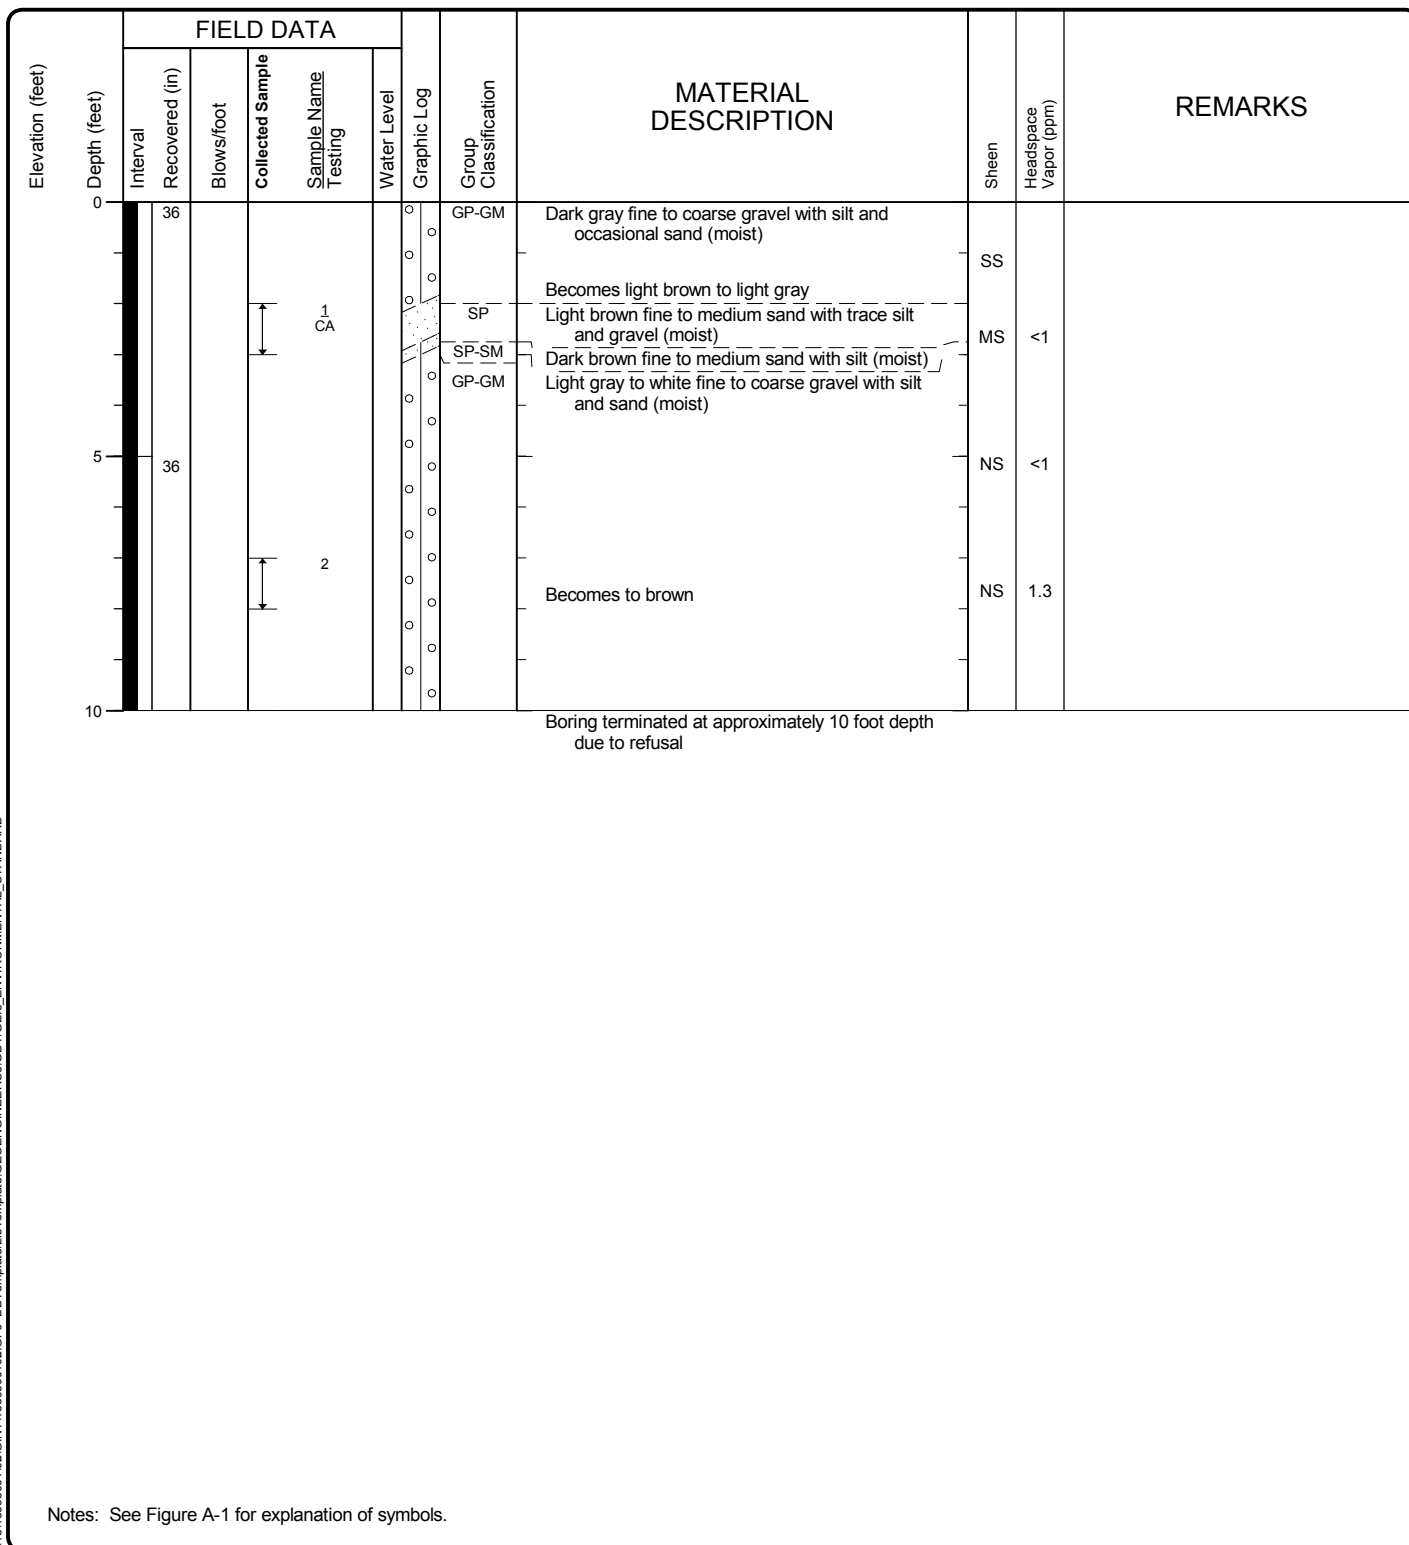 FIELD DATA
Elevation (feet)
Depth (feet)
Interval
Recovered (in)
Blows/foot
Collected Sample
Sample Name
Testing
Water Level
Graphic Log
Group
Classification
MATERIAL
DESCRIPTION
Sheen
Headspace
Vapor (ppm)
REMARKS
0
36
GP-GM
Dark gray fine to coarse gravel with silt and
occasional sand (moist)
SS
Becomes light brown to light gray
1
CA
SP
Light brown fine to medium sand with trace silt
and gravel (moist)
MS
<1
SP-SM
Dark brown fine to medium sand with silt (moist)
GP-GM
Light gray to white fine to coarse gravel with silt
and sand (moist)
5
36
NS
<1
2
Becomes to brown
NS
1.3
10
Boring terminated at approximately 10 foot depth
due to refusal
Notes: See Figure A-1 for explanation of symbols.